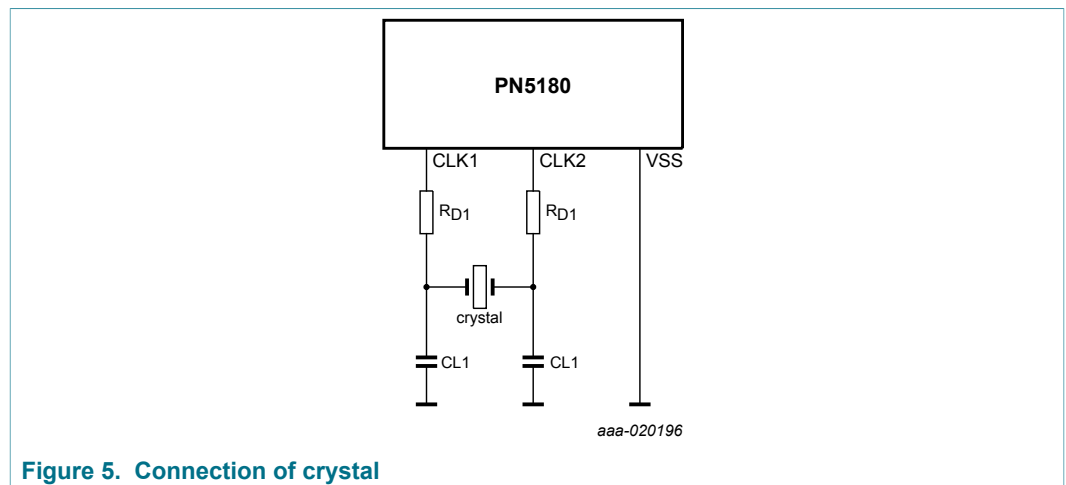 PN5180
CLK1 CLK2 VSS
RD1 RD1
crystal
CL1 CL1
aaa-020196
Figure 5. Connection of crystal